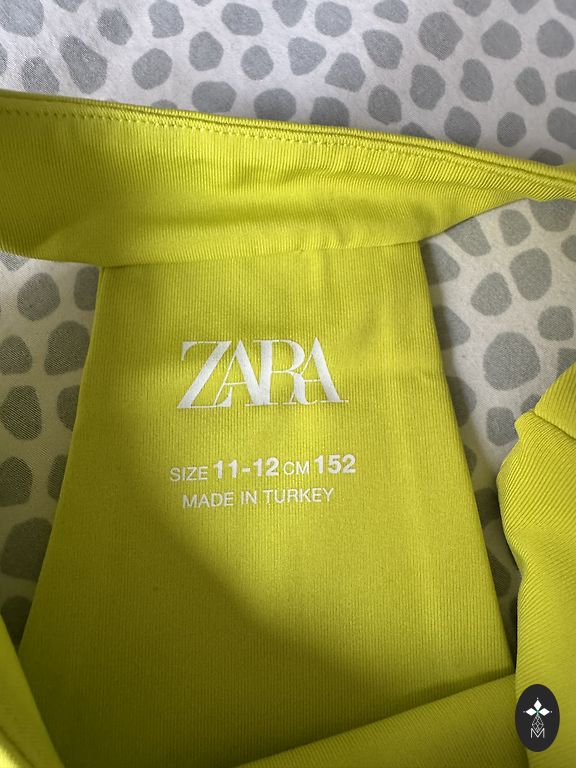 ZARA
SIZE 11-12 CM 152
MADE IN TURKEY
M